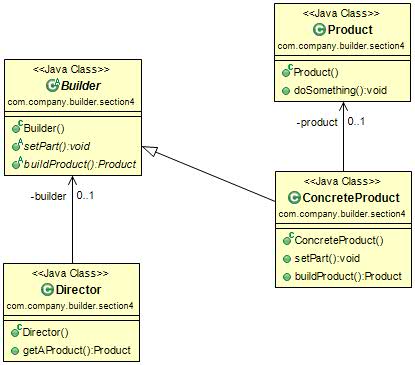 <<Java Class>>
Product
com.company.builder.section4
Product()
doSomething():void
<<Java Class>>
Builder
com.company.builder.section4
Builder()
setPart():void
buildProduct():Product
-product 0..1
<<Java Class>>
ConcreteProduct
com.company.builder.section4
ConcreteProduct()
setPart():void
buildProduct():Product
-builder 0..1
<<Java Class>>
Director
com.company.builder.section4
Director()
getAProduct():Product